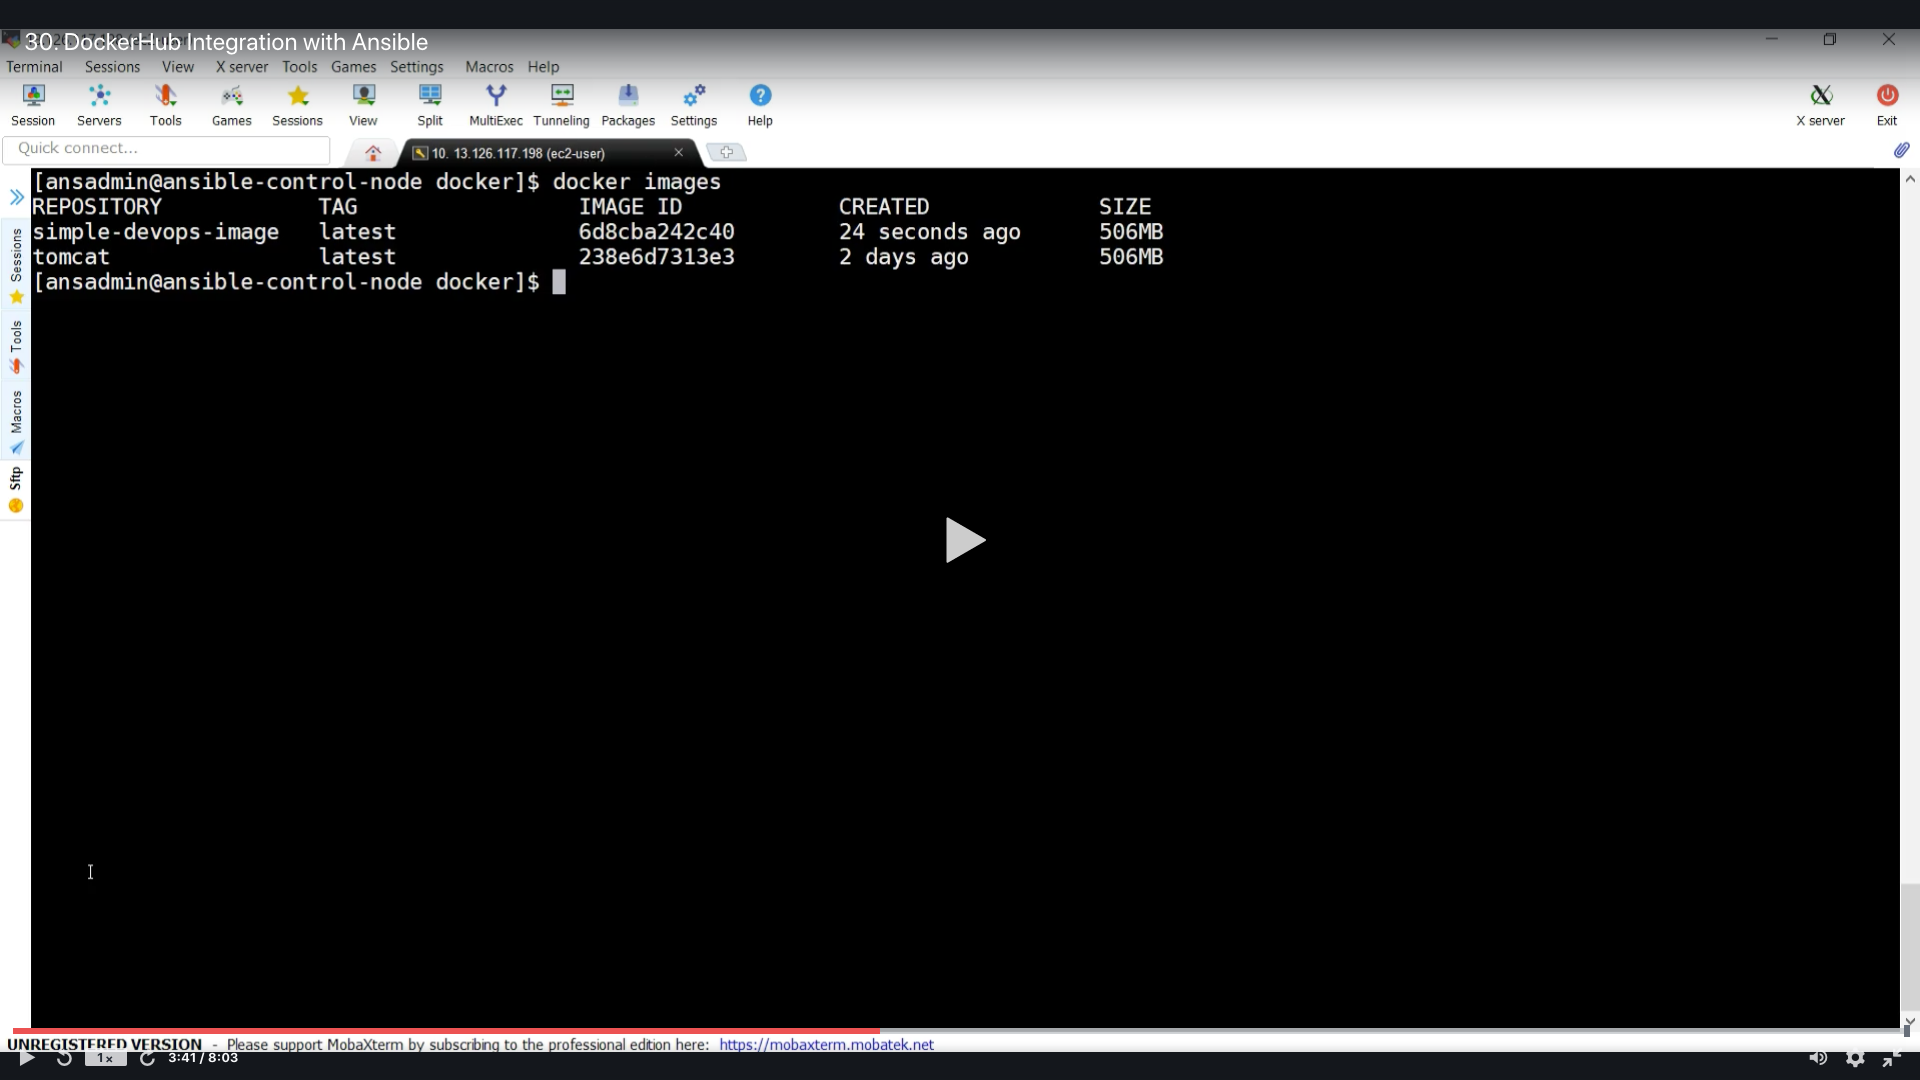 30. DockerHub Integration with Ansible
Terminal Sessions View X server Tools Games Settings Macros Help
Session Servers Tools Games Sessions View Split MultiExec Tunneling Packages Settings Help X server Exit
Quick connect...
10. 13.126.117.198 (ec2-user)
[ansadmin@ansible-control-node docker]$ docker images
REPOSITORY TAG IMAGE ID CREATED SIZE
simple-devops-image latest 6d8cba242c40 24 seconds ago 506MB
tomcat latest 238e6d7313e3 2 days ago 506MB
[ansadmin@ansible-control-node docker]$
Sessions
Tools
Macros
Sftp
UNREGISTERED VERSION - Please support MobaXterm by subscribing to the professional edition here: https://mobaxterm.mobatek.net
1x 3:41 / 8:03